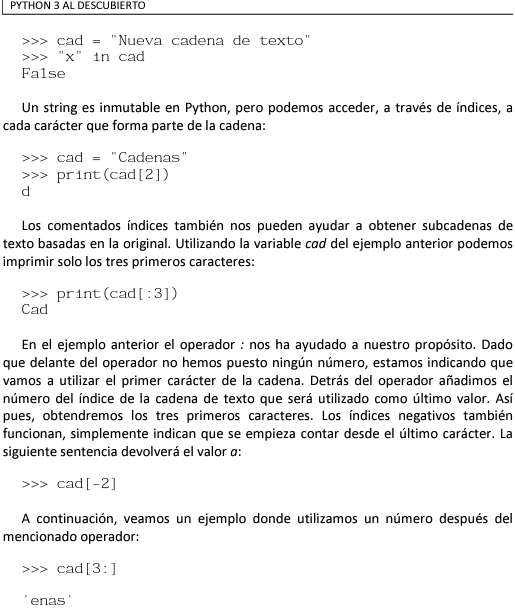 PYTHON 3 AL DESCUBIERTO
>>> cad = "Nueva cadena de texto"
>>> "x" in cad
False
Un string es inmutable en Python, pero podemos acceder, a través de índices, a
cada carácter que forma parte de la cadena:
>>> cad = "Cadenas"
>>> print(cad[2])
d
Los comentados índices también nos pueden ayudar a obtener subcadenas de
texto basadas en la original. Utilizando la variable cad del ejemplo anterior podemos
imprimir solo los tres primeros caracteres:
>>> print(cad[:3])
Cad
En el ejemplo anterior el operador : nos ha ayudado a nuestro propósito. Dado
que delante del operador no hemos puesto ningún número, estamos indicando que
vamos a utilizar el primer carácter de la cadena. Detrás del operador añadimos el
número del índice de la cadena de texto que será utilizado como último valor. Así
pues, obtendremos los tres primeros caracteres. Los índices negativos también
funcionan, simplemente indican que se empieza contar desde el último carácter. La
siguiente sentencia devolverá el valor a:
>>> cad[-2]
A continuación, veamos un ejemplo donde utilizamos un número después del
mencionado operador:
>>> cad[3:]
'enas'